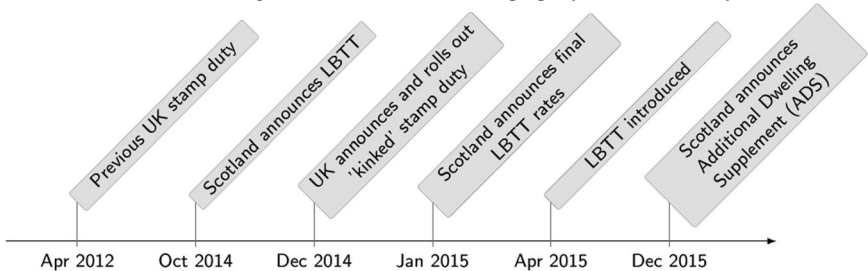 Previous UK stamp duty
Scotland announces LBTT
UK announces and rolls out
'kinked' stamp duty
Scotland announces final
LBTT rates
LBTT introduced
Scotland announces
Additional Dwelling
Supplement (ADS)
Apr 2012
Oct 2014
Dec 2014
Jan 2015
Apr 2015
Dec 2015